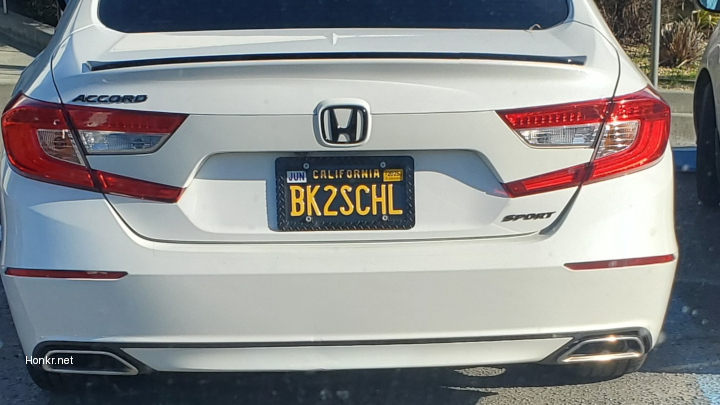 ACCORD
JUN
CALIFORNIA
BK2SCHL
SPORT
Honkr.net